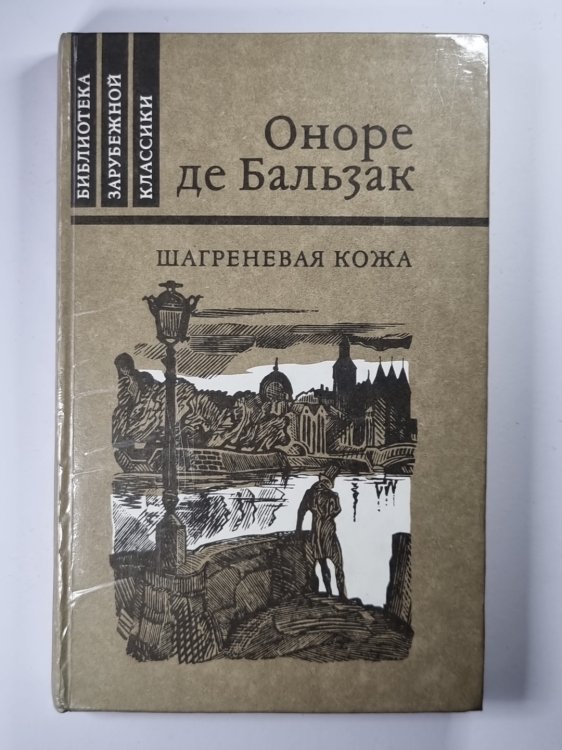 БИБЛИОТЕКА
ЗАРУБЕЖНОЙ
КЛАССИКИ
Оноре
де Бальзак
ШАГРЕНЕВАЯ КОЖА